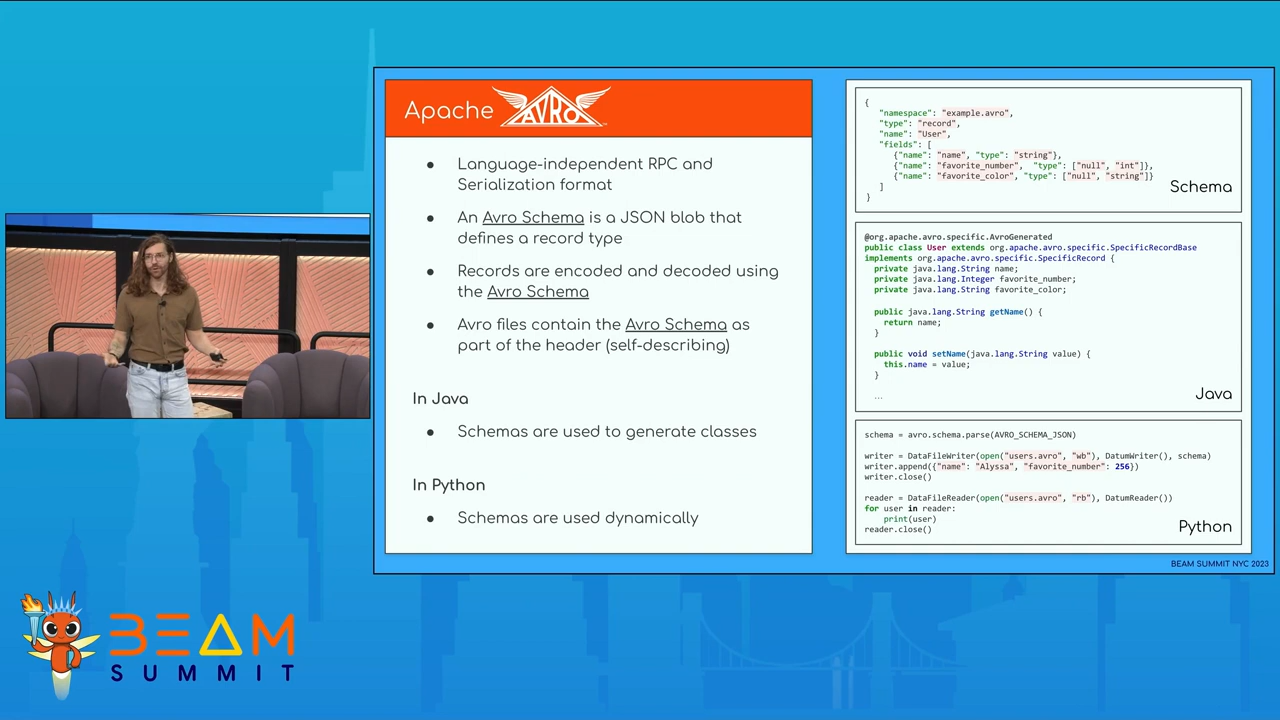 Apache AVRO
● Language-independent RPC and
Serialization format
● An Avro Schema is a JSON blob that
defines a record type
● Records are encoded and decoded using
the Avro Schema
● Avro files contain the Avro Schema as
part of the header (self-describing)
In Java
● Schemas are used to generate classes
In Python
● Schemas are used dynamically
{
"namespace": "example.avro",
"type": "record",
"name": "User",
"fields": [
{"name": "name", "type": "string"},
{"name": "favorite_number", "type": ["null", "int"]},
{"name": "favorite_color", "type": ["null", "string"]}
]
}
Schema
@org.apache.avro.specific.AvroGenerated
public class User extends org.apache.avro.specific.SpecificRecordBase
implements org.apache.avro.specific.SpecificRecord {
private java.lang.String name;
private java.lang.Integer favorite_number;
private java.lang.String favorite_color;
public java.lang.String getName() {
return name;
}
public void setName(java.lang.String value) {
this.name = value;
}
...
Java
schema = avro.schema.parse(AVRO_SCHEMA_JSON)
writer = DataFileWriter(open("users.avro", "wb"), DatumWriter(), schema)
writer.append({"name": "Alyssa", "favorite_number": 256})
writer.close()
reader = DataFileReader(open("users.avro", "rb"), DatumReader())
for user in reader:
print(user)
reader.close()
Python
BEAM SUMMIT NYC 2023
BEAM
SUMMIT